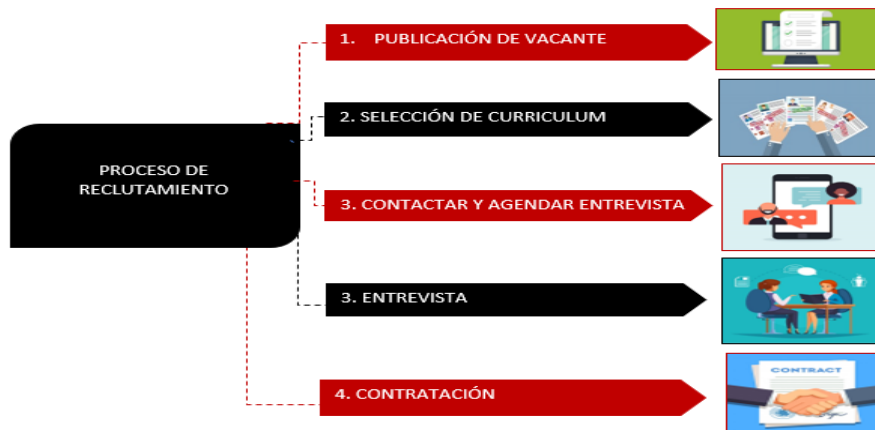 PROCESO DE
RECLUTAMIENTO
1. PUBLICACIÓN DE VACANTE
2. SELECCIÓN DE CURRICULUM
3. CONTACTAR Y AGENDAR ENTREVISTA
3. ENTREVISTA
4. CONTRATACIÓN
CONTRACT